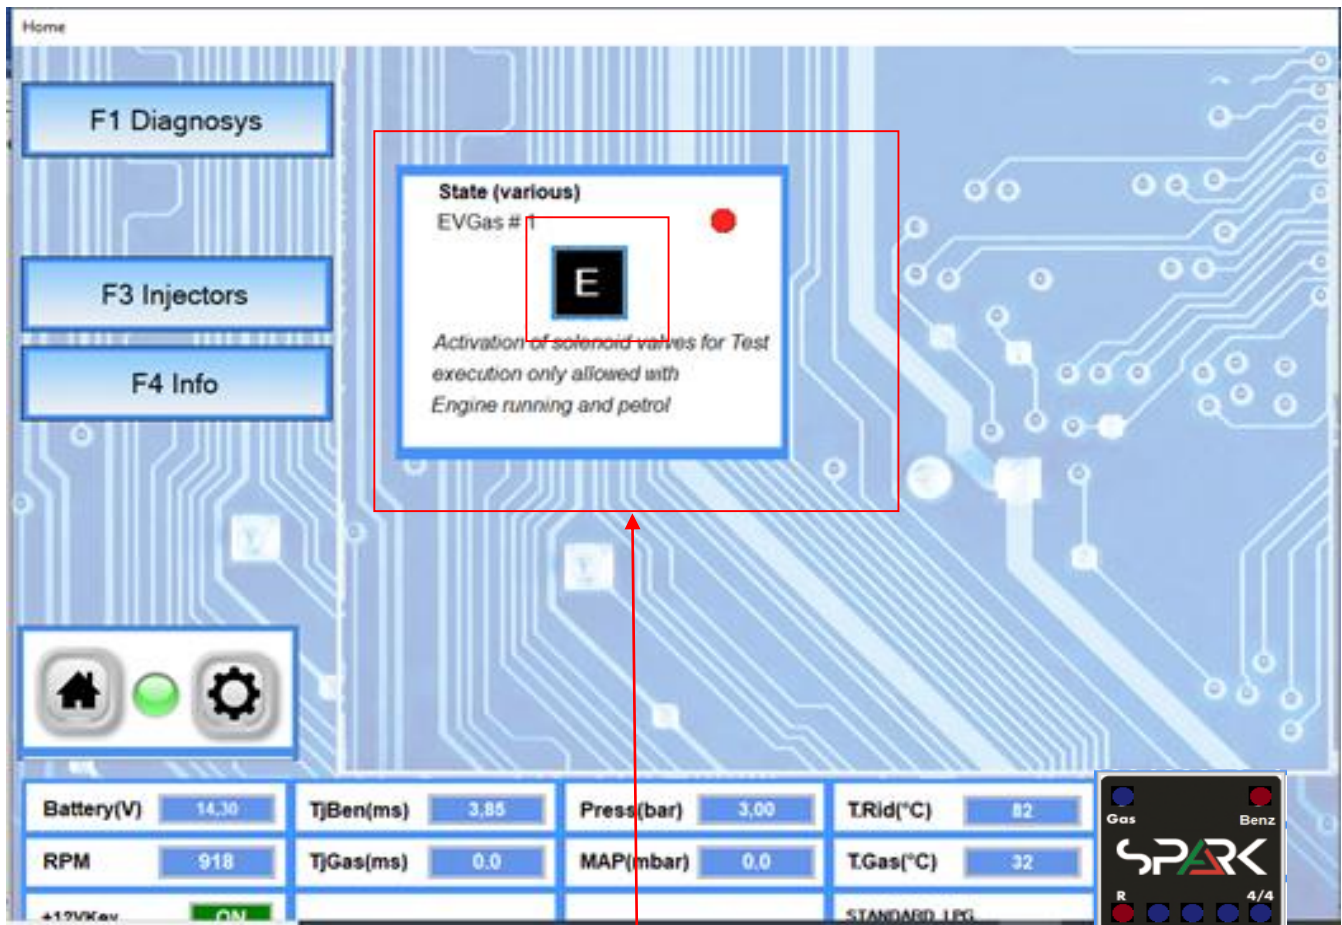 Home
F1 Diagnosys
F3 Injectors
F4 Info
State (various)
EVGas # 1
E
Activation of solenoid valves for Test
execution only allowed with
Engine running and petrol
Battery(V) 14,30 TjBen(ms) 3,85 Press(bar) 3,00 T.Rid(°C) 82
RPM 918 TjGas(ms) 0.0 MAP(mbar) 0.0 T.Gas(°C) 32
+12VKey ON STANDARD LPG
Gas Benz
SPARK
R 4/4